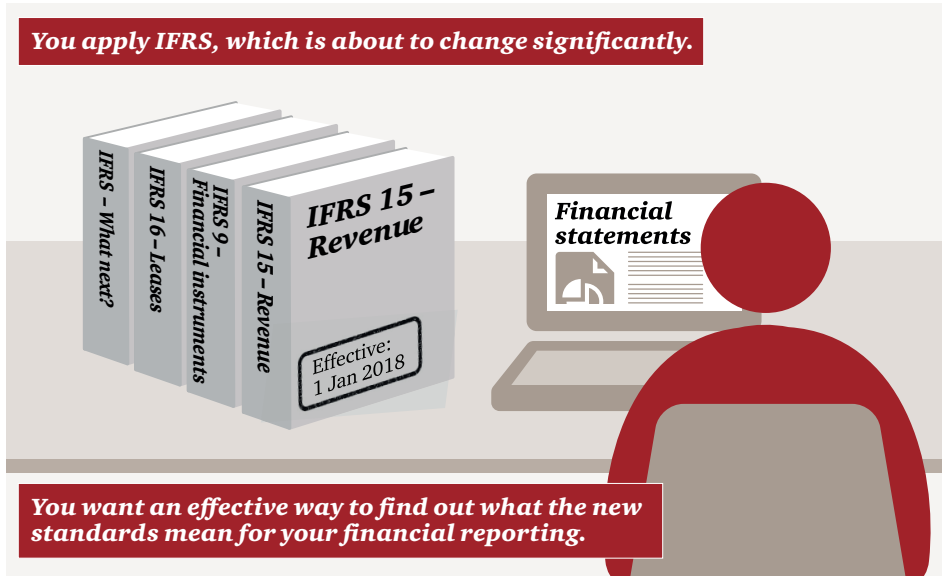 You apply IFRS, which is about to change significantly.
IFRS – What next?
IFRS 16 – Leases
IFRS 9 –
Financial instruments
IFRS 15 – Revenue
IFRS 15 –
Revenue
Effective:
1 Jan 2018
Financial
statements
You want an effective way to find out what the new
standards mean for your financial reporting.